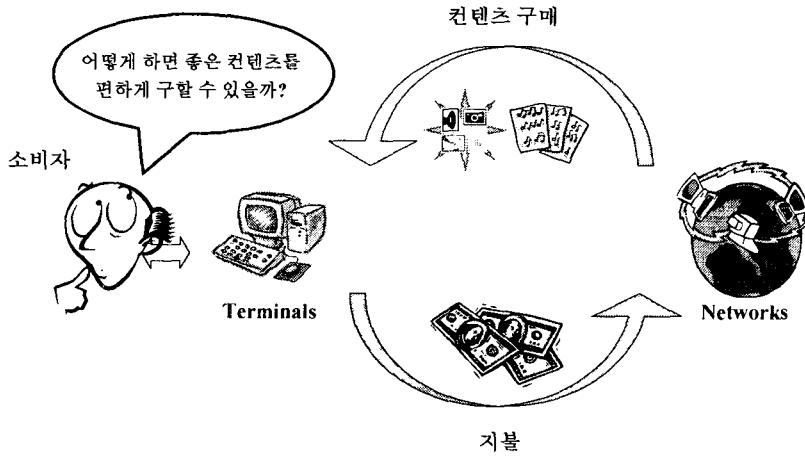 컨텐츠 구매
어떻게 하면 좋은 컨텐츠를
편하게 구할 수 있을까?
소비자
Terminals
Networks
지불